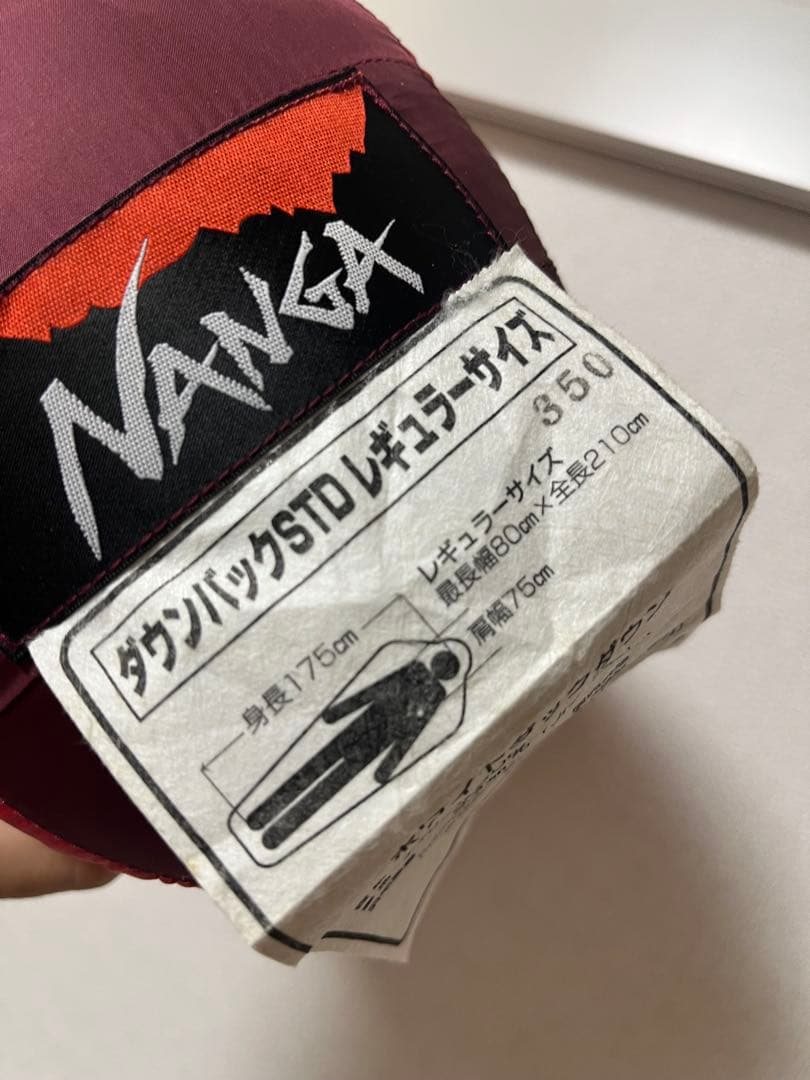 NANGA
ダウンバックSTD レギュラーサイズ
350
レギュラーサイズ
最長幅80㎝×全長210㎝
肩幅75㎝
身長175㎝